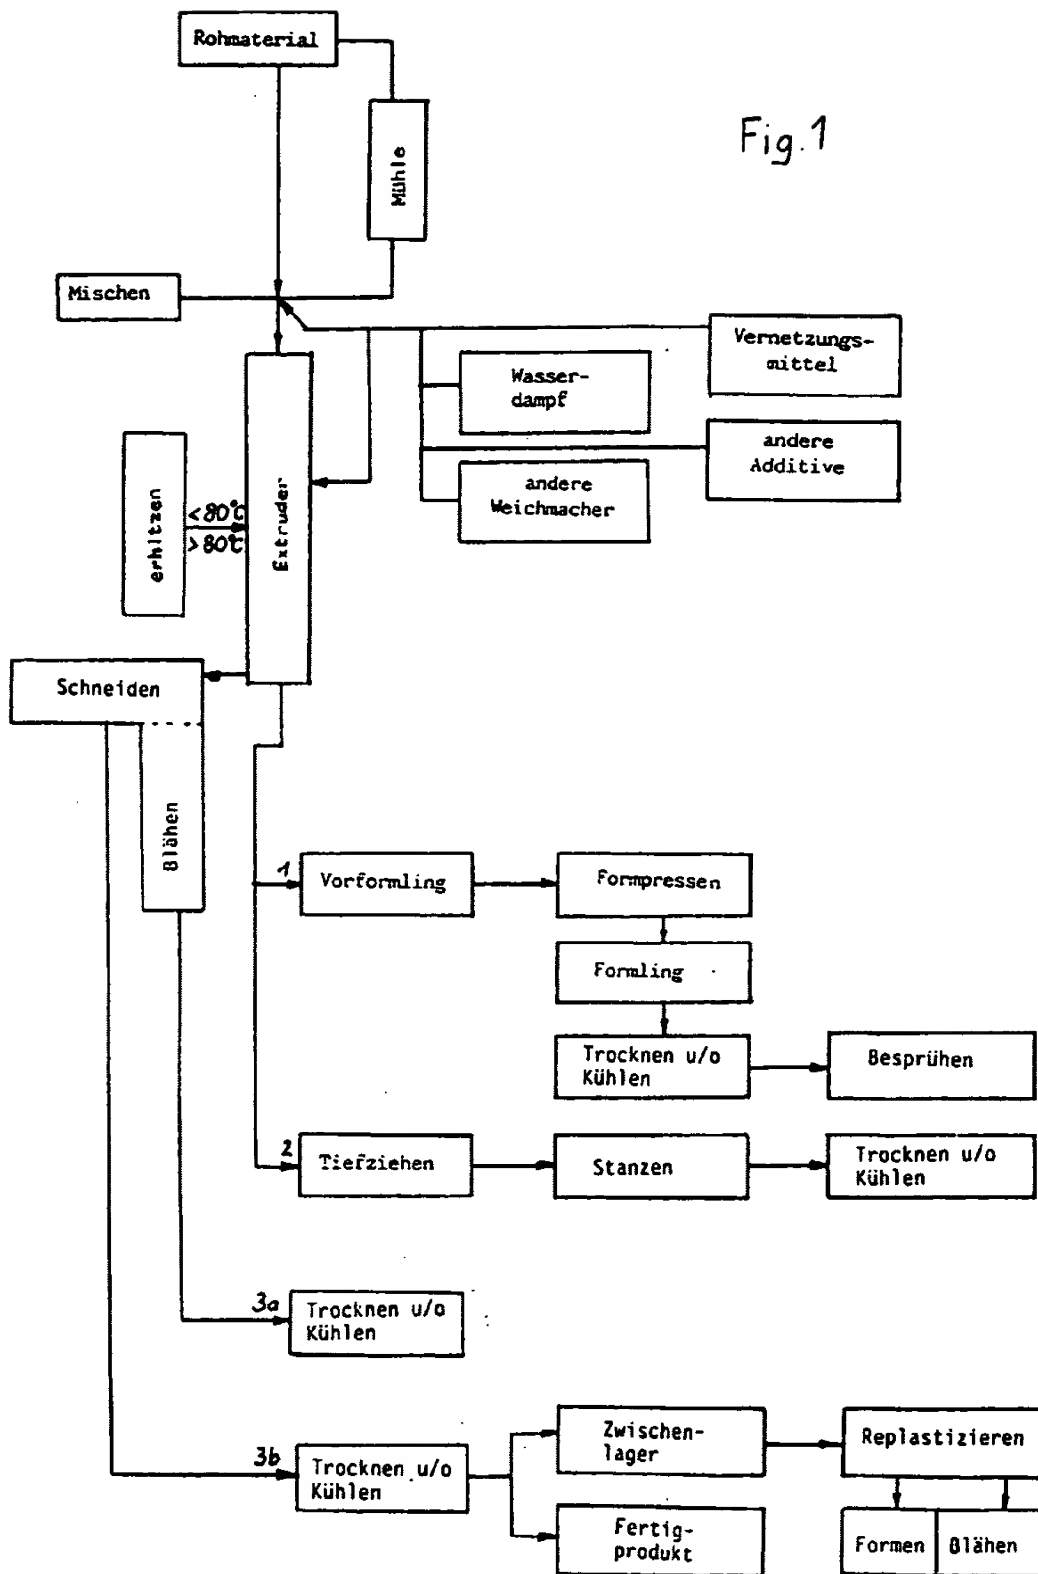 Rohmaterial
Fig.1
Mühle
Mischen
Vernetzungs-
mittel
Wasser-
dampf
andere
Additive
andere
Weichmacher
erhitzen
<80°C
>80°C
Extruder
Schneiden
Blähen
1
Vorformling
Formpressen
Formling
Trocknen u/o
Kühlen
Besprühen
2
Tiefziehen
Stanzen
Trocknen u/o
Kühlen
3a
Trocknen u/o
Kühlen
3b
Trocknen u/o
Kühlen
Zwischen-
lager
Replastizieren
Fertig-
produkt
Formen
Blähen